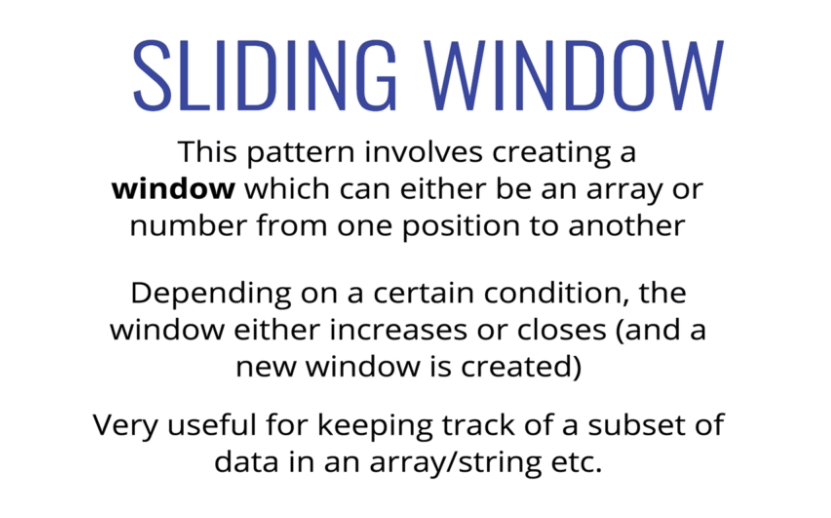 SLIDING WINDOW
This pattern involves creating a
window which can either be an array or
number from one position to another
Depending on a certain condition, the
window either increases or closes (and a
new window is created)
Very useful for keeping track of a subset of
data in an array/string etc.